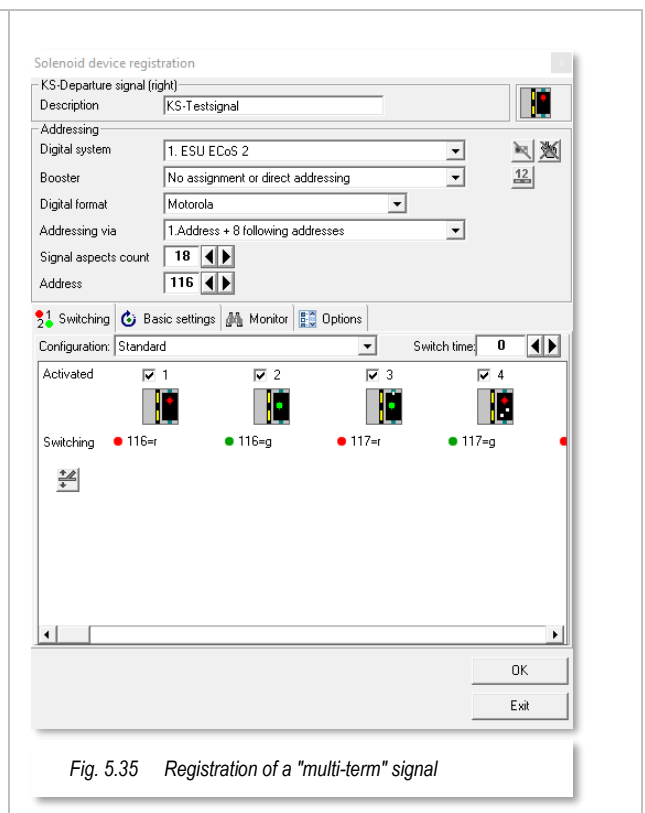 Solenoid device registration
KS-Departure signal (right)
Description KS-Testsignal
Addressing
Digital system 1. ESU ECoS 2
Booster No assignment or direct addressing
12
Digital format Motorola
Addressing via 1.Address + 8 following addresses
Signal aspects count 18
Address 116
1 2 Switching Basic settings Monitor Options
Configuration: Standard Switch time: 0
Activated 1 2 3 4
Switching 116=r 116=g 117=r 117=g
OK
Exit
Fig. 5.35 Registration of a "multi-term" signal